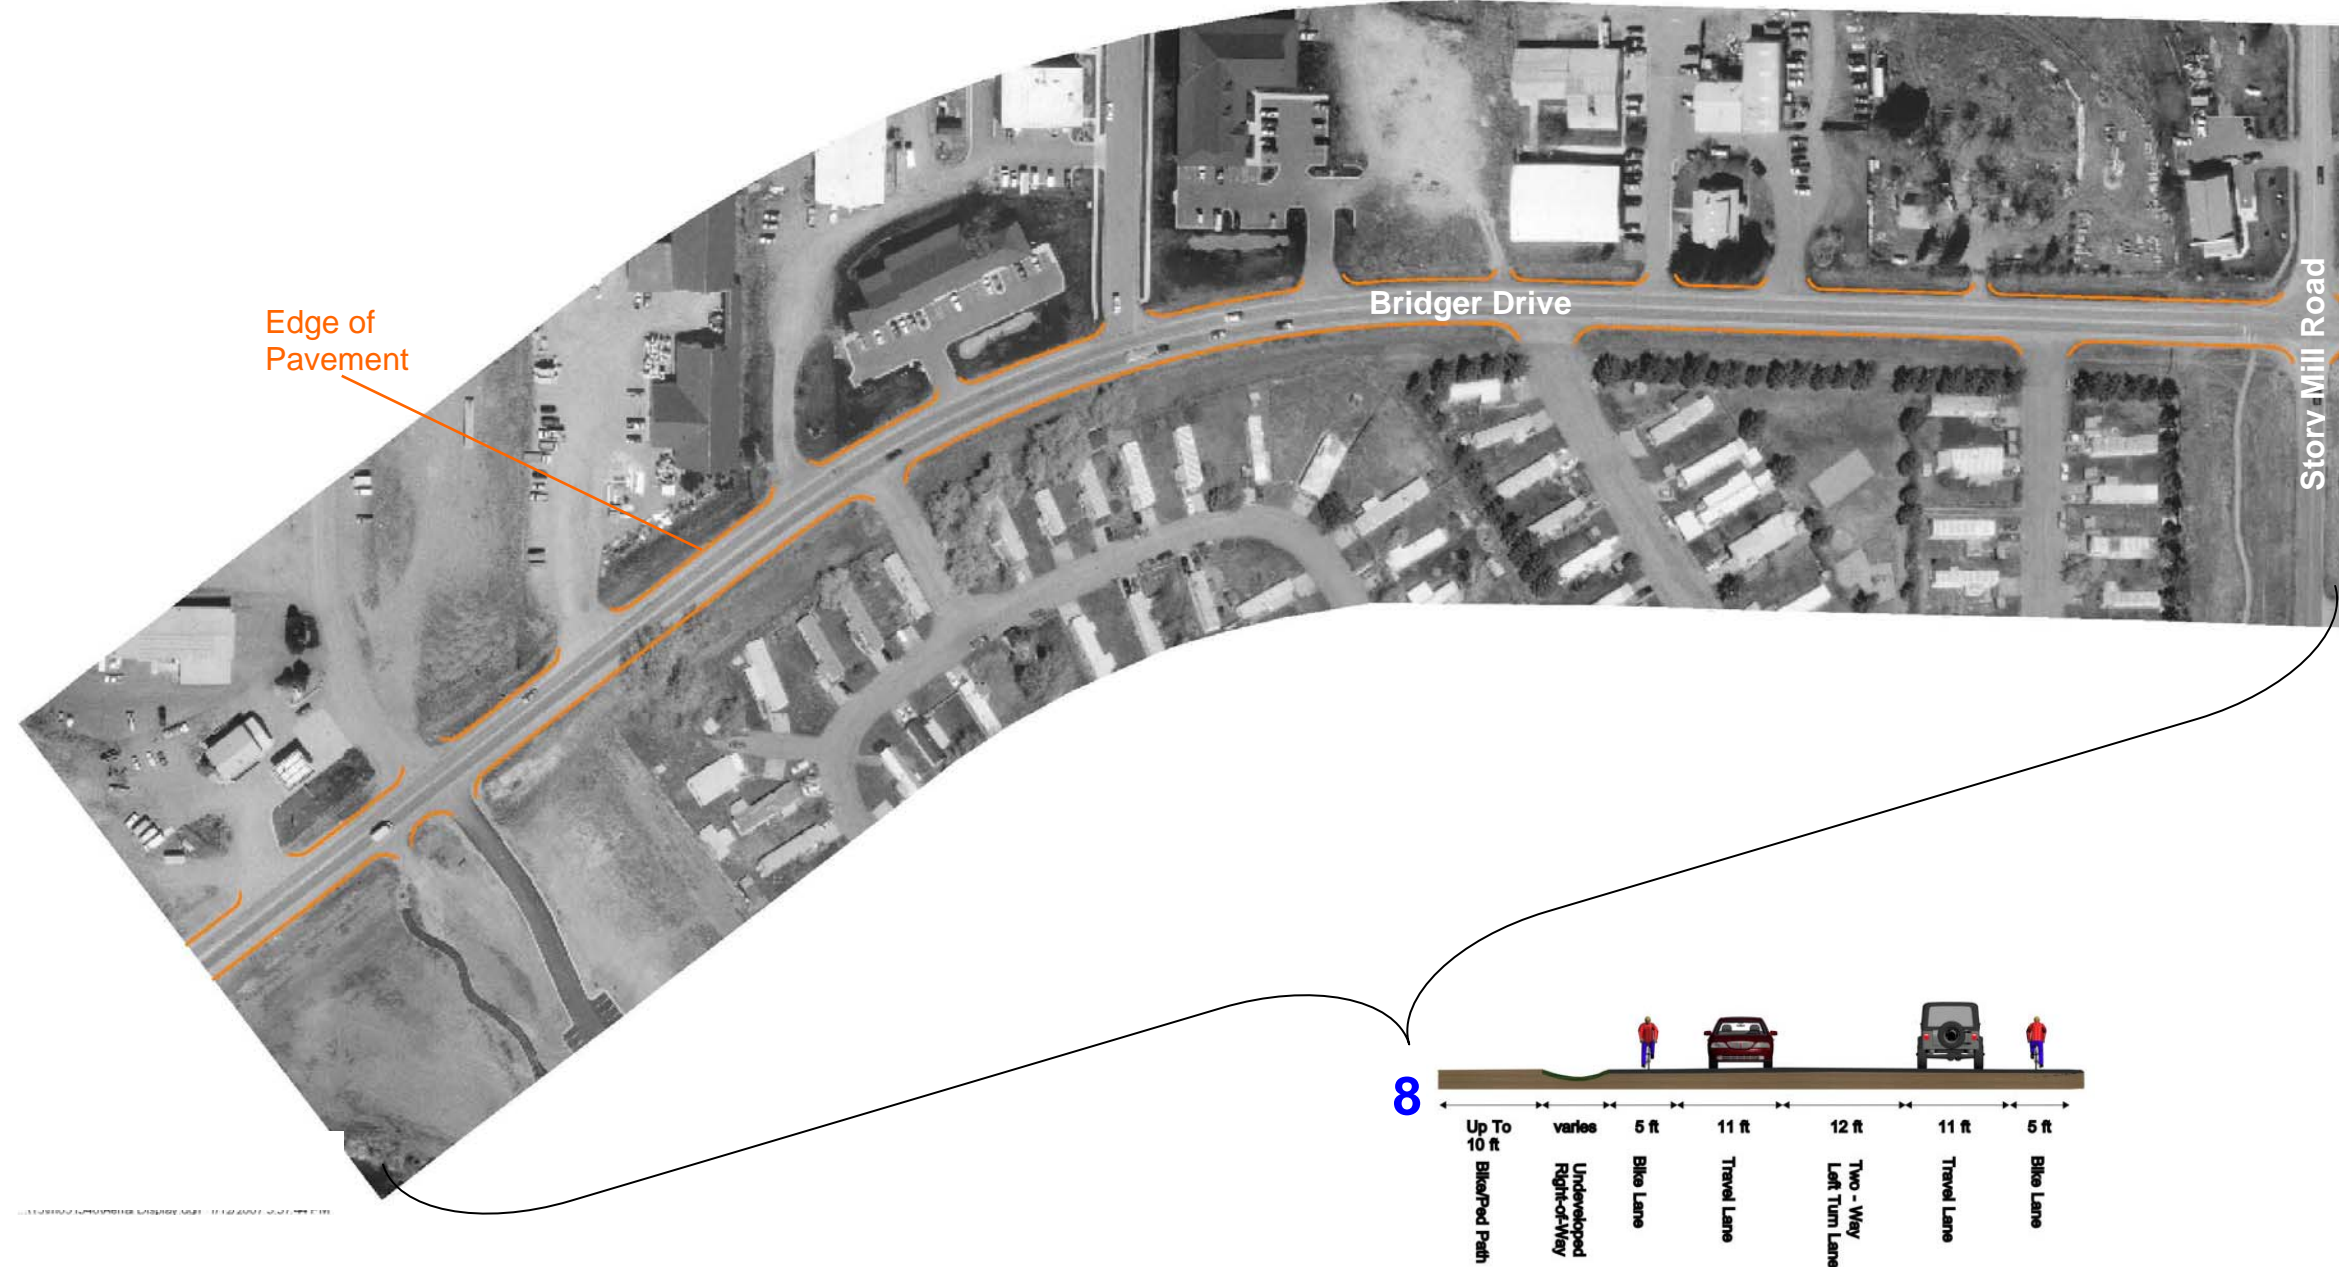 Edge of
Pavement
Bridger Drive
Story Mill Road
8
Up To
10 ft
varies
5 ft
11 ft
12 ft
11 ft
5 ft
Bike/Ped Path
Undeveloped
Right-of-Way
Bike Lane
Travel Lane
Two - Way
Left Turn Lane
Travel Lane
Bike Lane